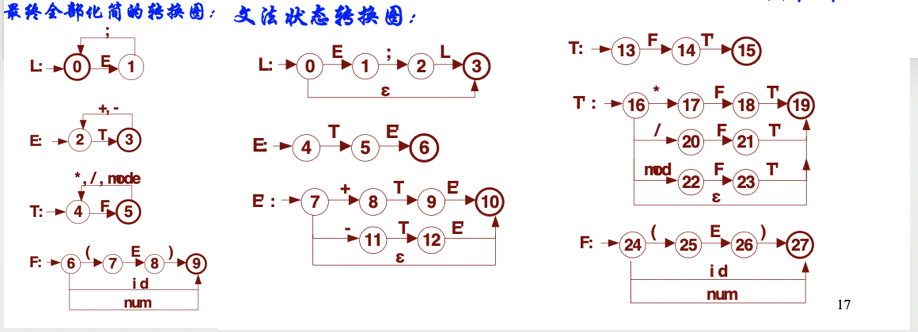 最终全部化简的转换图: 文法状态转换图:
;
L: 0 E 1
+,-
E: 2 T 3
*,/,mode
T: 4 F 5
F: 6 ( 7 E 8 ) 9
id
num
L: 0 E 1 ; 2 L 3
ε
E: 4 T 5 E' 6
E': 7 + 8 T 9 E' 10
- 11 T 12 E'
ε
T: 13 F 14 T' 15
T': 16 * 17 F 18 T' 19
/ 20 F 21 T'
mod 22 F 23 T'
ε
F: 24 ( 25 E 26 ) 27
id
num
17